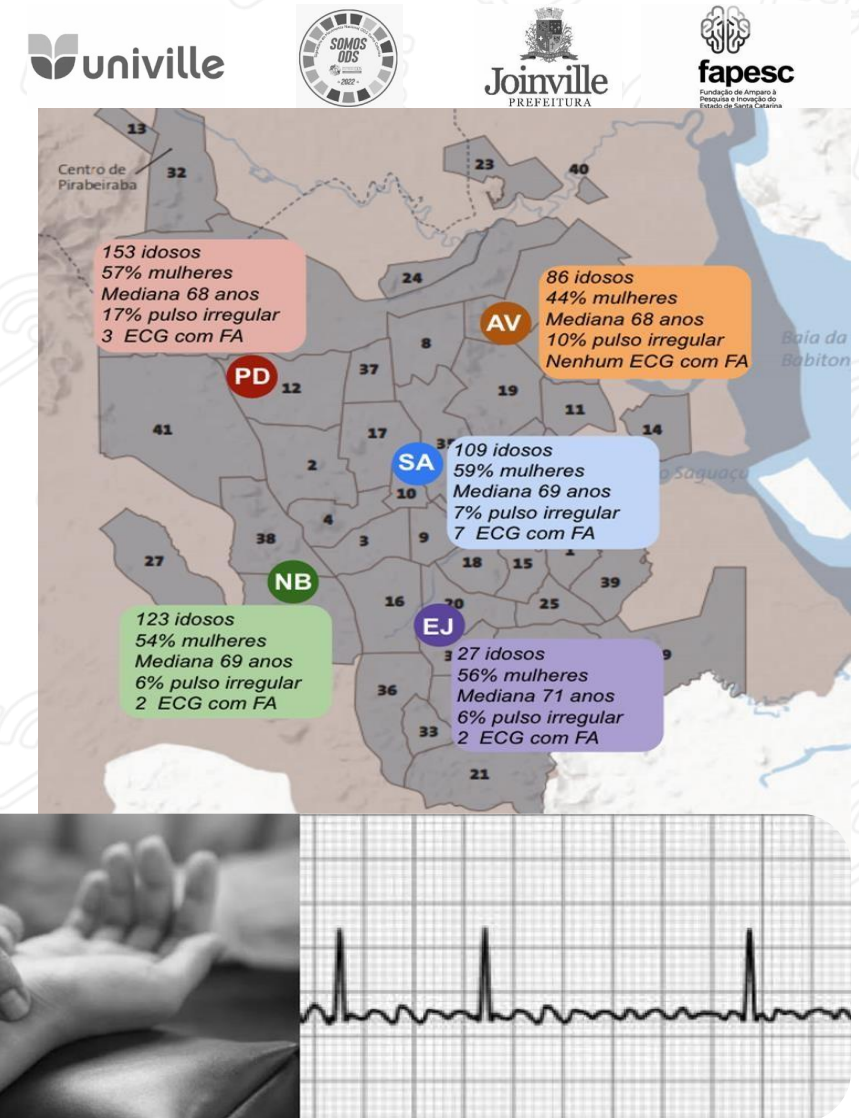 univille
SOMOS
ODS
- 2022 -
Joinville
PREFEITURA
fapesc
Fundação de Amparo à
Pesquisa e Inovação do
Estado de Santa Catarina
13
Centro de
Pirabeiraba
32
23
40
153 idosos
57% mulheres
Mediana 68 anos
17% pulso irregular
3 ECG com FA
24
86 idosos
44% mulheres
Mediana 68 anos
10% pulso irregular
Nenhum ECG com FA
AV
8
Baia da
Babiton
PD
12
37
19
11
41
17
14
2
SA
109 idosos
59% mulheres
Mediana 69 anos
7% pulso irregular
7 ECG com FA
o Saguaçu
10
4
38
3
9
27
18
15
1
39
NB
16
20
25
EJ
123 idosos
54% mulheres
Mediana 69 anos
6% pulso irregular
2 ECG com FA
27 idosos
56% mulheres
Mediana 71 anos
6% pulso irregular
2 ECG com FA
9
36
33
21